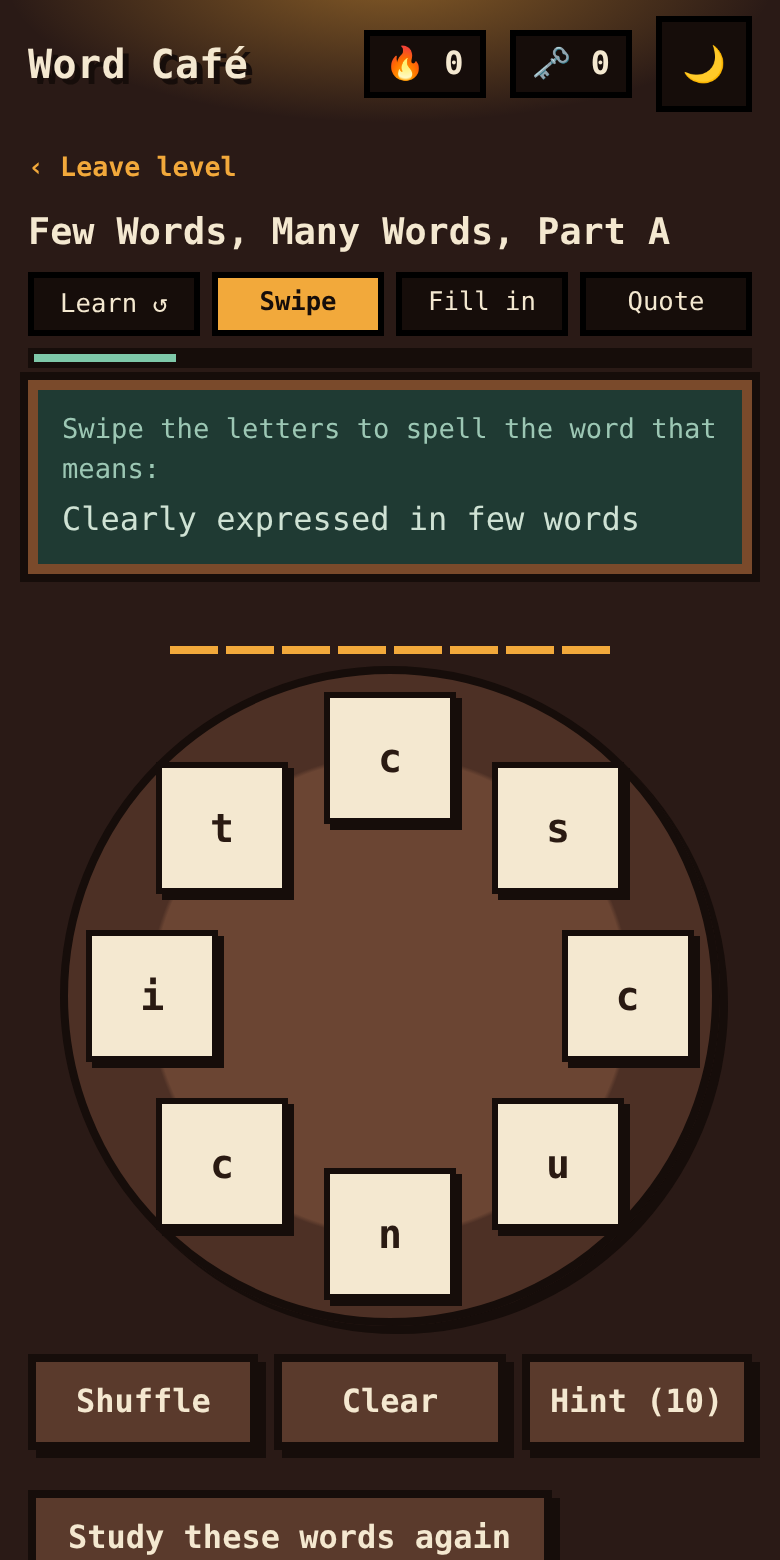 Word Café
🔥 0
🗝️ 0
🌙
‹ Leave level
Few Words, Many Words, Part A
Learn ↺
Swipe
Fill in
Quote
Swipe the letters to spell the word that
means:
Clearly expressed in few words
c
t
s
i
c
c
u
n
Shuffle
Clear
Hint (10)
Study these words again